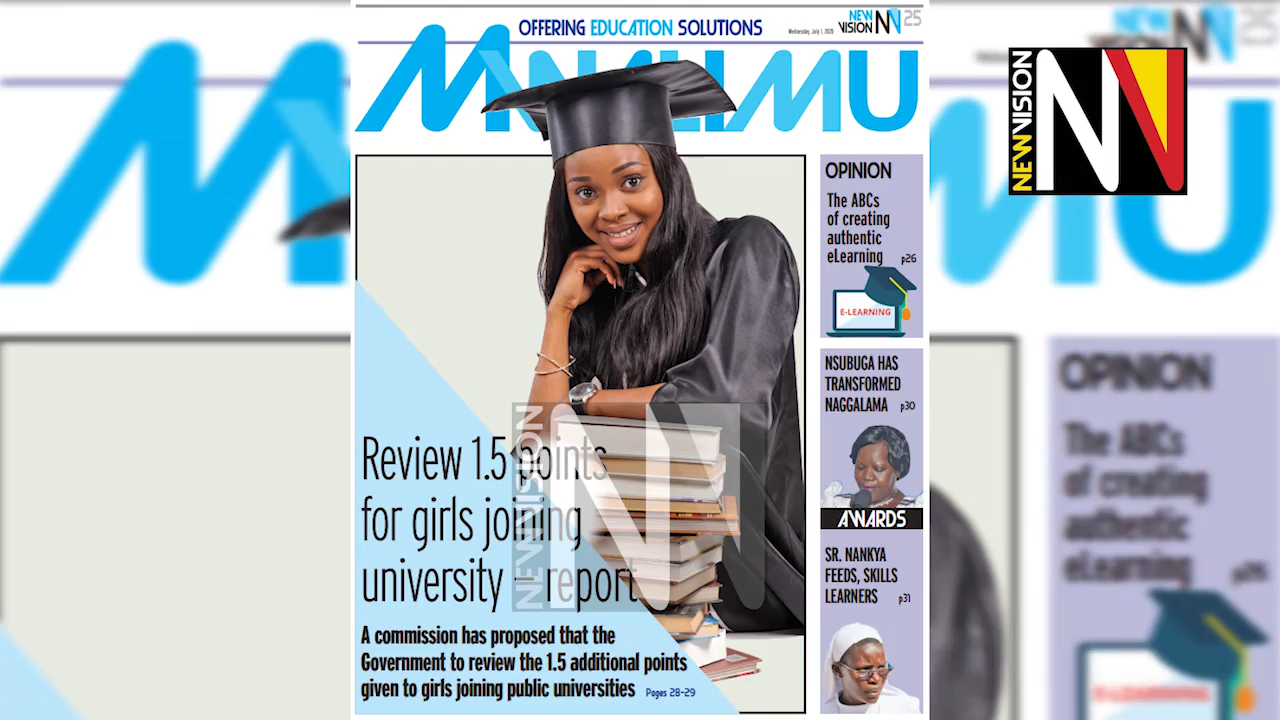 OFFERING EDUCATION SOLUTIONS
Wednesday, July 1, 2020
NEW
VISION
25
MWALIMU
NEW VISION
OPINION
The ABCs
of creating
authentic
eLearning p26
E-LEARNING
NSUBUGA HAS
TRANSFORMED
NAGGALAMA p30
AWARDS
SR. NANKYA
FEEDS, SKILLS
LEARNERS p31
Review 1.5 points
for girls joining
university - report
NEW VISION
A commission has proposed that the
Government to review the 1.5 additional points
given to girls joining public universities Pages 28-29
OPINION
The ABCs
of creating
authentic
eLearning p26
E-LEARNING